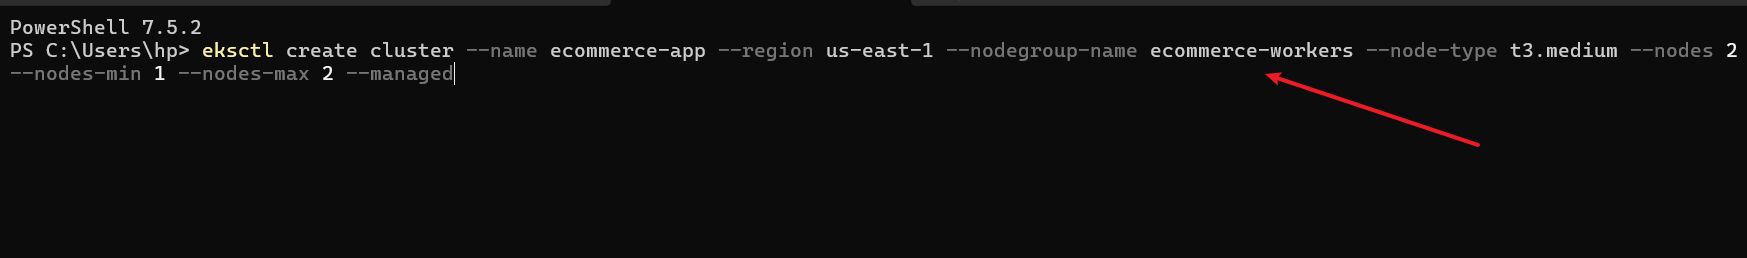 PowerShell 7.5.2
PS C:\Users\hp> eksctl create cluster --name ecommerce-app --region us-east-1 --nodegroup-name ecommerce-workers --node-type t3.medium --nodes 2
--nodes-min 1 --nodes-max 2 --managed